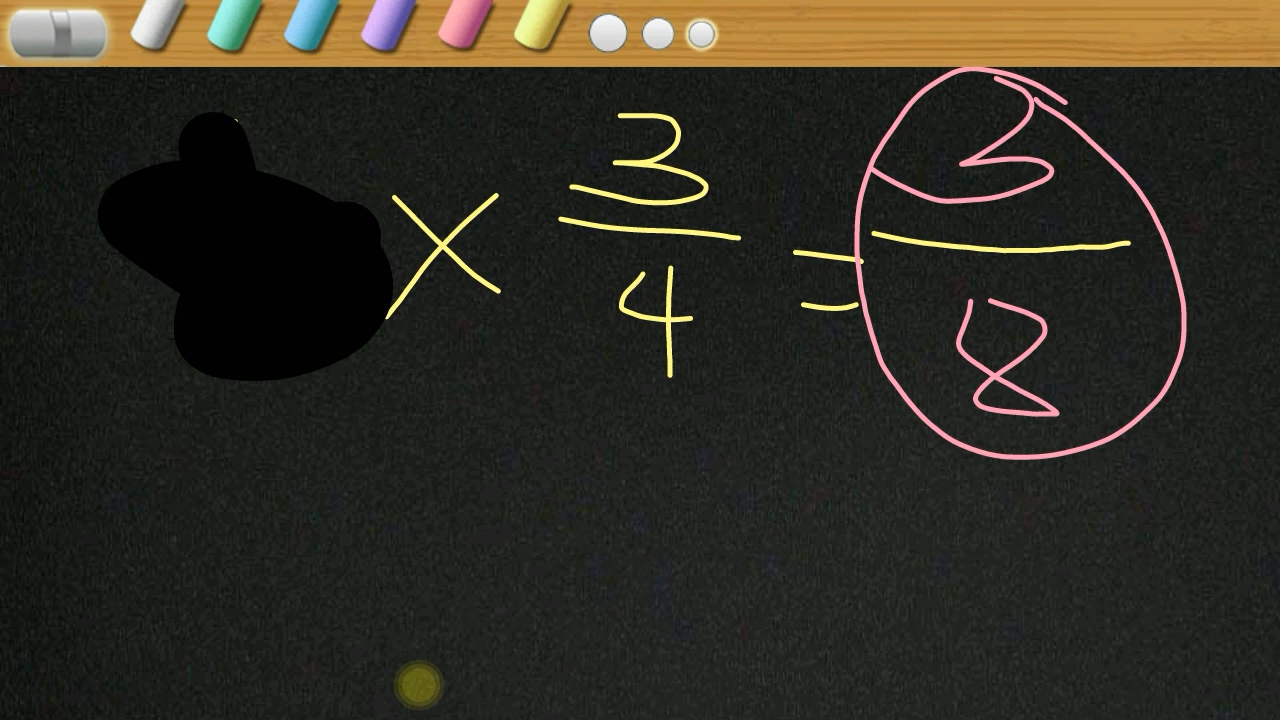 × 3/4 = 3/8